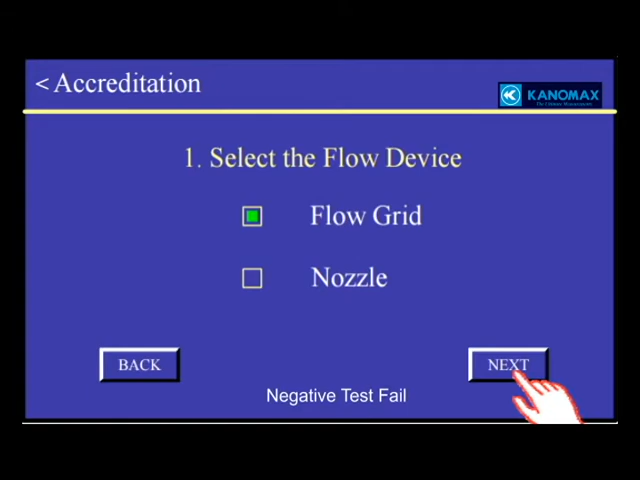 < Accreditation
KANOMAX
The Ultimate Measurements
1. Select the Flow Device
Flow Grid
Nozzle
BACK
NEXT
Negative Test Fail